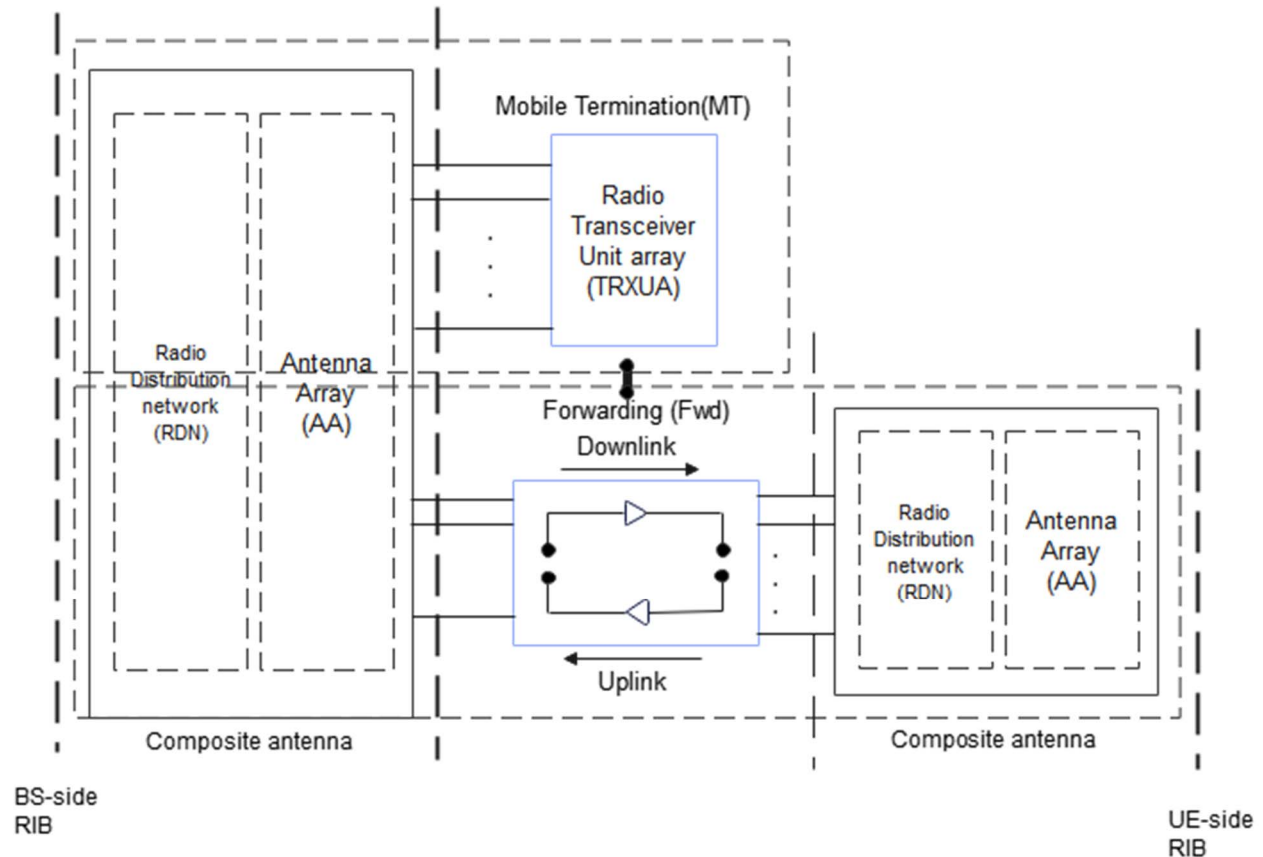 Mobile Termination(MT)
Radio
Transceiver
Unit array
(TRXUA)
Radio
Distribution
network
(RDN)
Antenna
Array
(AA)
Forwarding (Fwd)
Downlink
Uplink
Radio
Distribution
network
(RDN)
Antenna
Array
(AA)
Composite antenna
Composite antenna
BS-side
RIB
UE-side
RIB